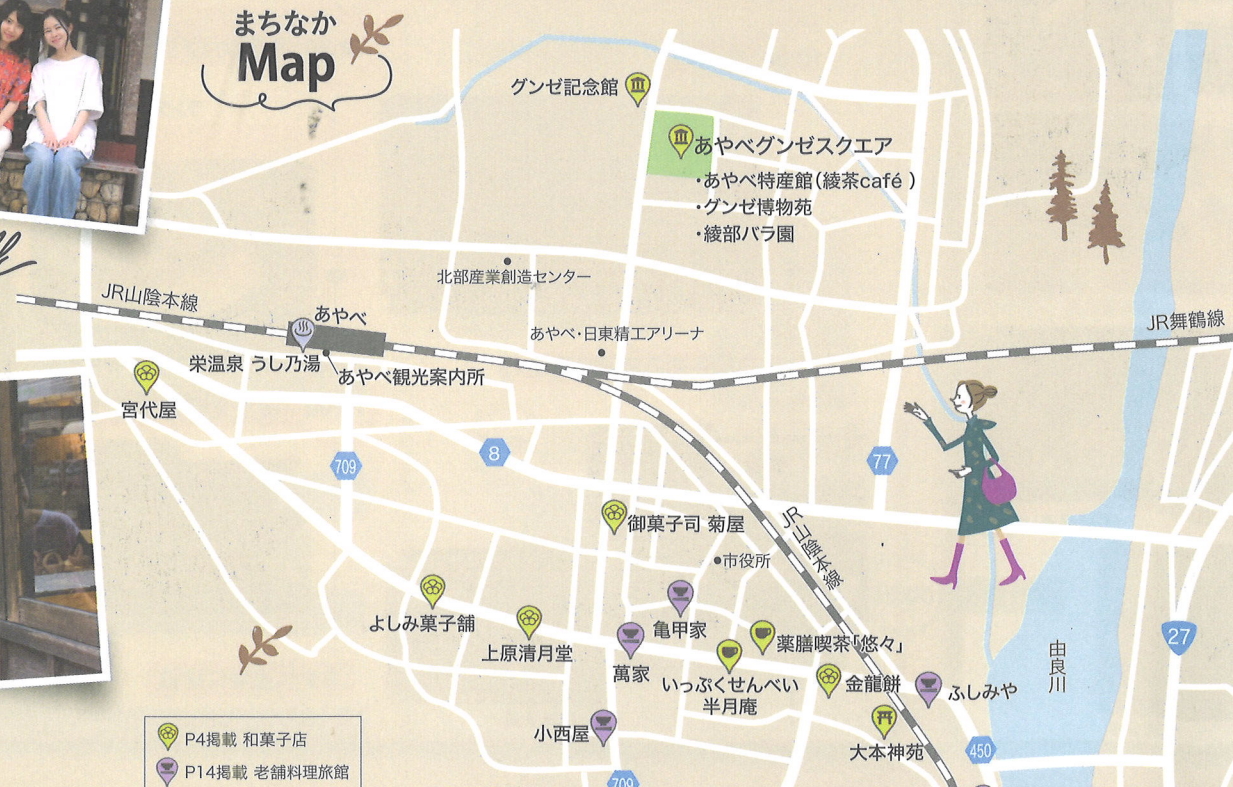 まちなか
Map
グンゼ記念館
あやべグンゼスクエア
・あやべ特産館(綾茶café )
・グンゼ博物苑
・綾部バラ園
北部産業創造センター
JR山陰本線
あやべ
あやべ・日東精工アリーナ
JR舞鶴線
栄温泉 うし乃湯
あやべ観光案内所
宮代屋
8
709
77
御菓子司 菊屋
JR山陰本線
市役所
よしみ菓子舗
上原清月堂
亀甲家
萬家
薬膳喫茶「悠々」
いっぷくせんべい
半月庵
金龍餅
ふしみや
由良川
27
小西屋
大本神苑
450
709
P4掲載 和菓子店
P14掲載 老舗料理旅館